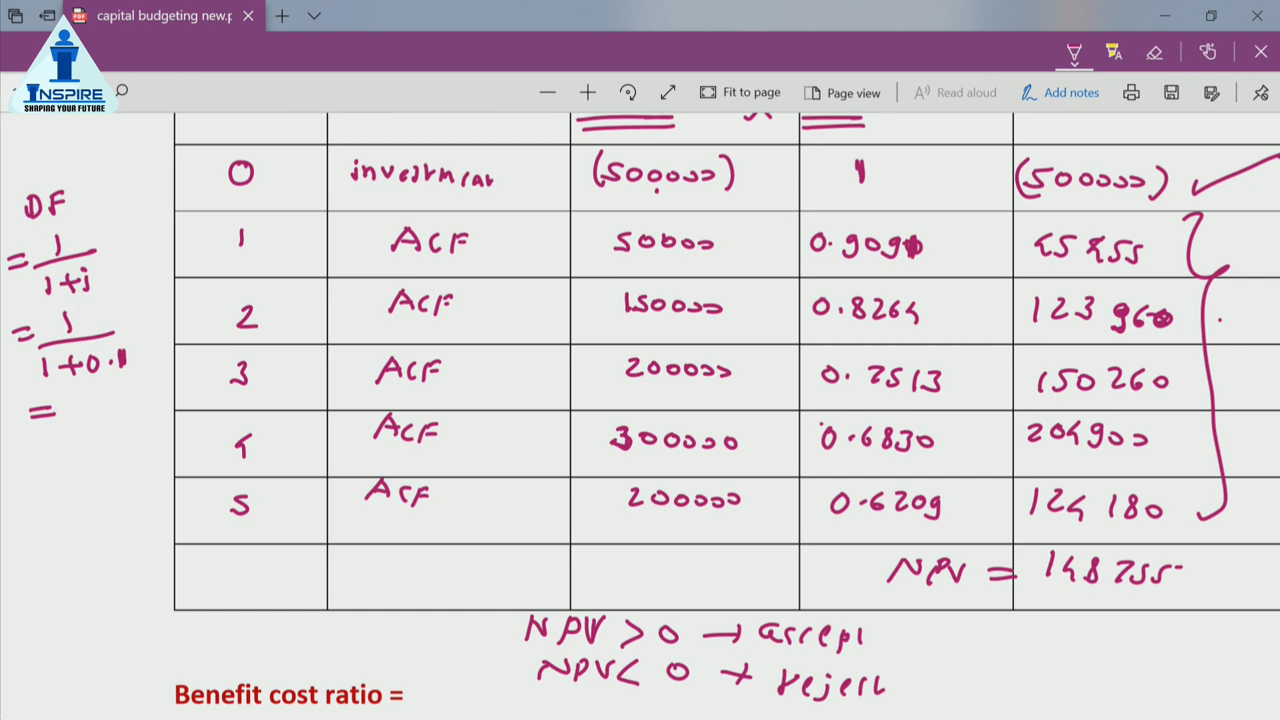 capital budgeting new.p
INSPIRE
SHAPING YOUR FUTURE
Fit to page
Page view
Read aloud
Add notes
0 investment (500000) 1 (500000)
DF
= 1
1+i
= 1
1+0.1
=
1 ACF 50000 0.9091 45455
2 ACF 150000 0.8264 123960
3 ACF 200000 0.7513 150260
4 ACF 300000 0.6830 204900
5 ACF 200000 0.6209 124180
NPV = 148755
NPV > 0 → accept
NPV < 0 → reject
Benefit cost ratio =